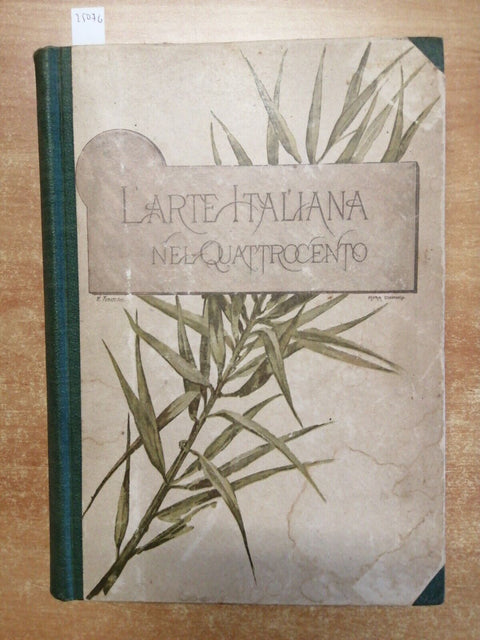 25076
L'ARTE ITALIANA
NEL QUATTROCENTO